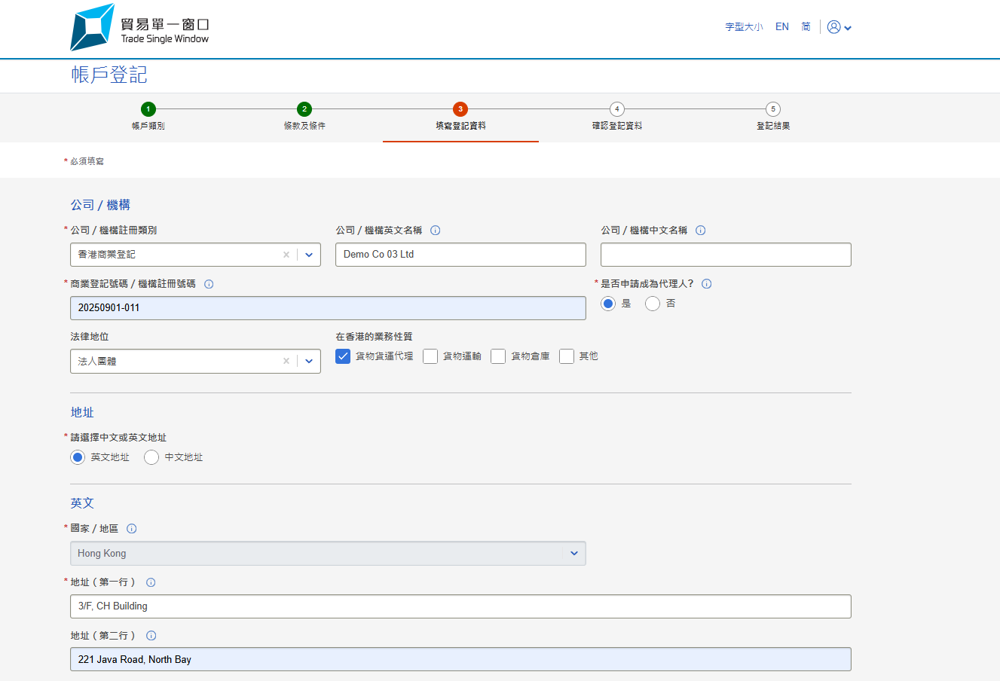 貿易單一窗口
Trade Single Window
字型大小 EN 简
帳戶登記
1 2 3 4 5
帳戶類別 條款及條件 填寫登記資料 確認登記資料 登記結果
* 必須填寫
公司 / 機構
* 公司 / 機構註冊類別 公司 / 機構英文名稱 公司 / 機構中文名稱
香港商業登記 Demo Co 03 Ltd
* 商業登記號碼 / 機構註冊號碼 * 是否申請成為代理人?
20250901-011 是 否
法律地位 在香港的業務性質
法人團體 貨物貨運代理 貨物運輸 貨物倉庫 其他
地址
* 請選擇中文或英文地址
英文地址 中文地址
英文
* 國家 / 地區
Hong Kong
* 地址 ( 第一行 )
3/F, CH Building
地址 ( 第二行 )
221 Java Road, North Bay